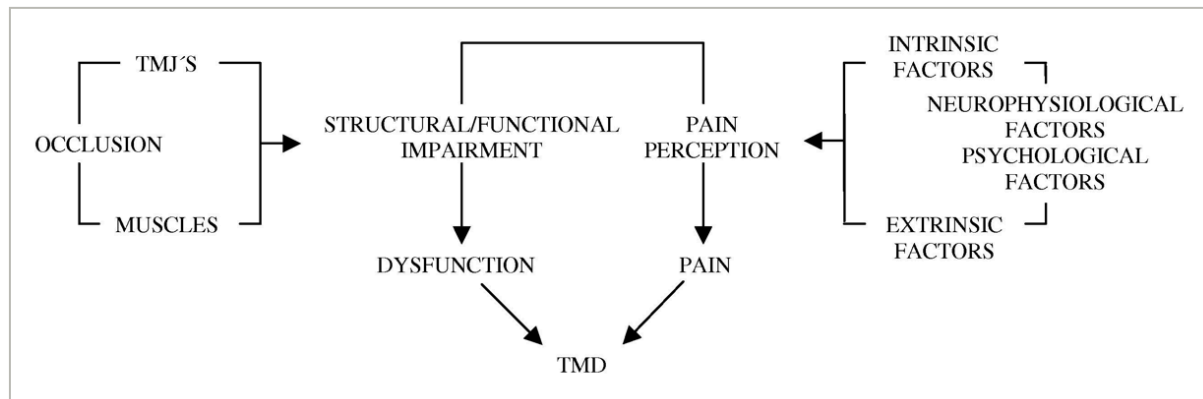 TMJ´S
OCCLUSION
MUSCLES
STRUCTURAL/FUNCTIONAL
IMPAIRMENT
PAIN
PERCEPTION
INTRINSIC
FACTORS
NEUROPHYSIOLOGICAL
FACTORS
PSYCHOLOGICAL
FACTORS
EXTRINSIC
FACTORS
DYSFUNCTION
PAIN
TMD